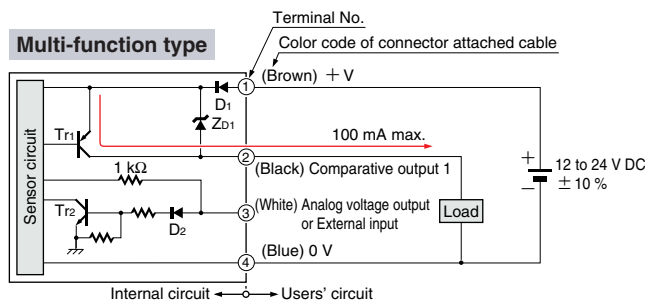 Terminal No.
Multi-function type
Color code of connector attached cable
1 (Brown) + V
D1
ZD1
Tr1
100 mA max.
2
(Black) Comparative output 1
1 kΩ
Sensor circuit
Tr2
D2
3 (White) Analog voltage output
or External input
Load
+
−
12 to 24 V DC
± 10 %
(Blue) 0 V
4
Internal circuit
Users' circuit